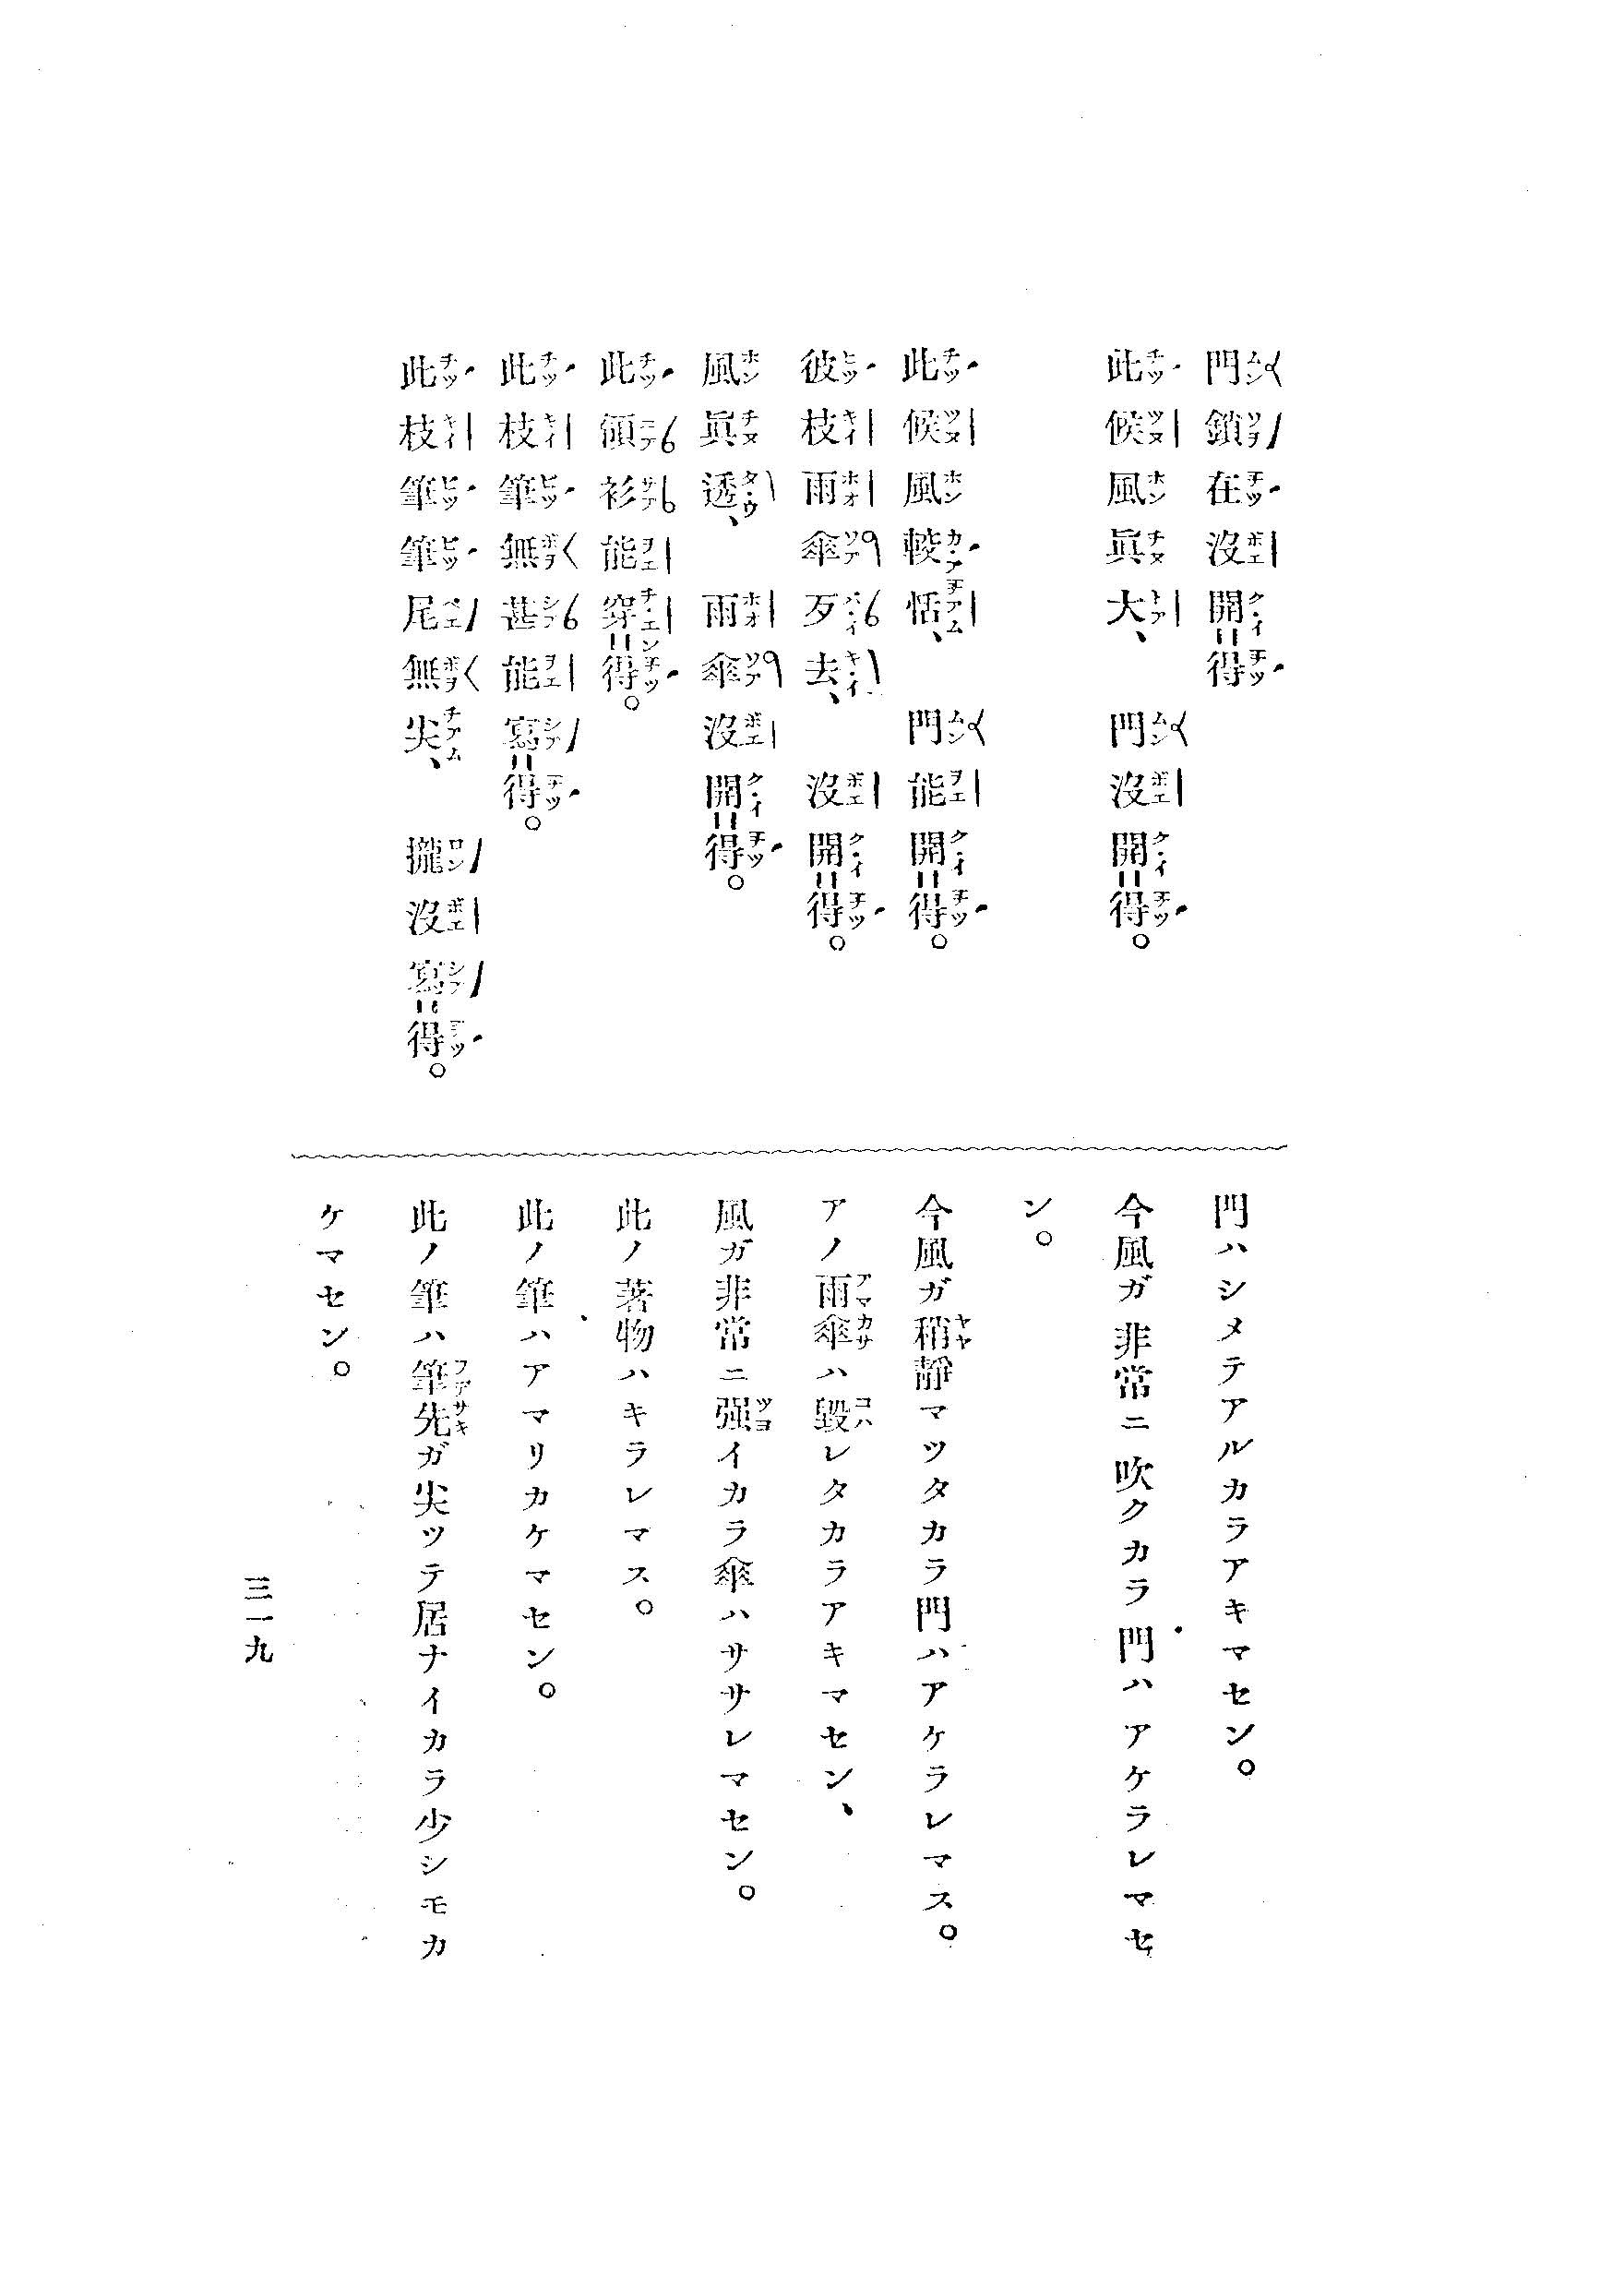 門鎖在沒開=得
此候風眞大、門沒開=得。
此候風較恬、門能開=得。
彼枝雨傘歹去、沒開=得。
風眞透、雨傘沒開=得。
此領衫能穿=得。
此枝筆無甚能寫=得。
此枝筆筆尾無尖、攏沒寫=得。
門ハシメテアルカラアキマセン。
今風ガ非常ニ吹クカラ門ハアケラレマセ
ン。
今風ガ稍靜マツタカラ門ハアケラレマス。
アノ雨傘ハ毀レタカラアキマセン、
風ガ非常ニ强イカラ傘ハササレマセン。
此ノ著物ハキラレマス。
此ノ筆ハアマリカケマセン。
此ノ筆ハ筆先ガ尖ツテ居ナイカラ少シモカ
ケマセン。
三一九